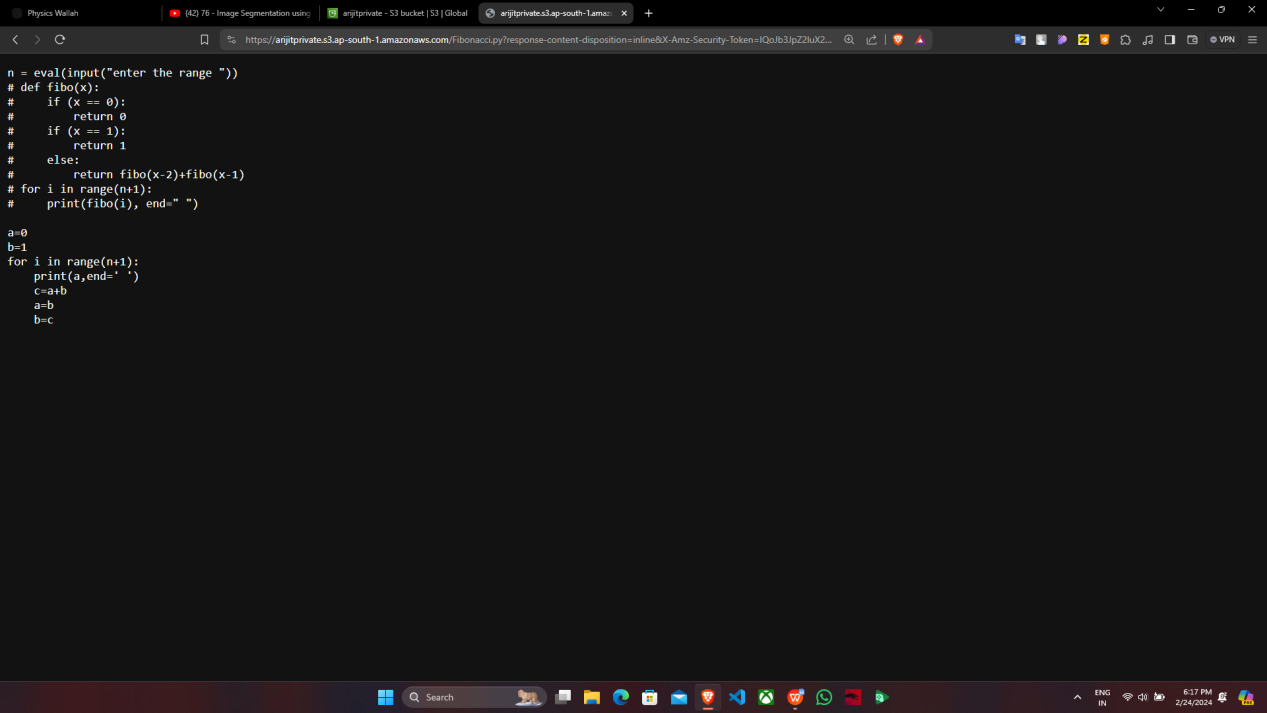 Physics Wallah
(42) 76 - Image Segmentation using
arijitprivate - S3 bucket | S3 | Global
arijitprivate.s3.ap-south-1.amaz
https://arijitprivate.s3.ap-south-1.amazonaws.com/Fibonacci.py?response-content-disposition=inline&X-Amz-Security-Token=IQoJb3JpZ2luX2...
VPN
n = eval(input("enter the range "))
# def fibo(x):
#     if (x == 0):
#         return 0
#     if (x == 1):
#         return 1
#     else:
#         return fibo(x-2)+fibo(x-1)
# for i in range(n+1):
#     print(fibo(i), end=" ")
a=0
b=1
for i in range(n+1):
    print(a,end=' ')
    c=a+b
    a=b
    b=c
Search
ENG
IN
6:17 PM
2/24/2024